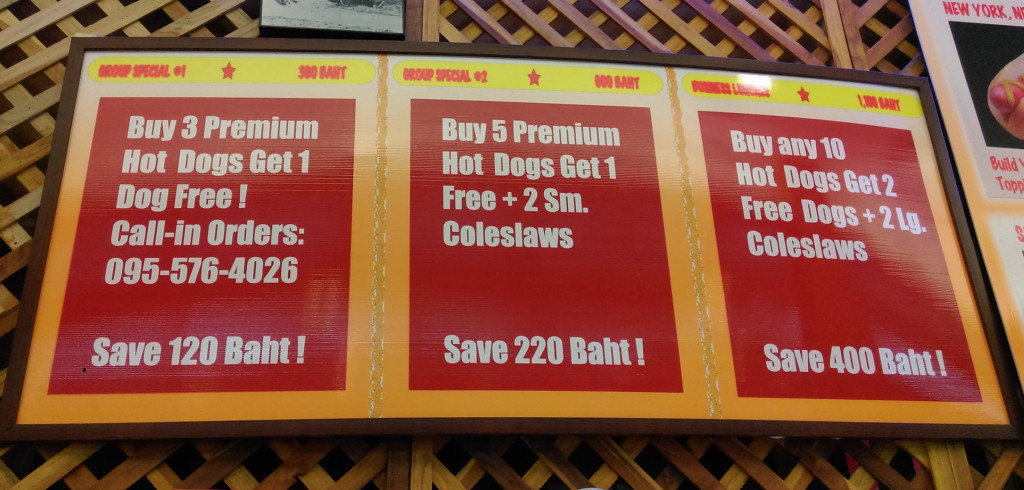 GROUP SPECIAL #1 360 BAHT
Buy 3 Premium
Hot Dogs Get 1
Dog Free !
Call-in Orders:
095-576-4026
Save 120 Baht !
GROUP SPECIAL #2 600 BAHT
Buy 5 Premium
Hot Dogs Get 1
Free + 2 Sm.
Coleslaws
Save 220 Baht !
BUSINESS 1,100 BAHT
Buy any 10
Hot Dogs Get 2
Free Dogs + 2 Lg.
Coleslaws
Save 400 Baht !
NEW YORK,
Build